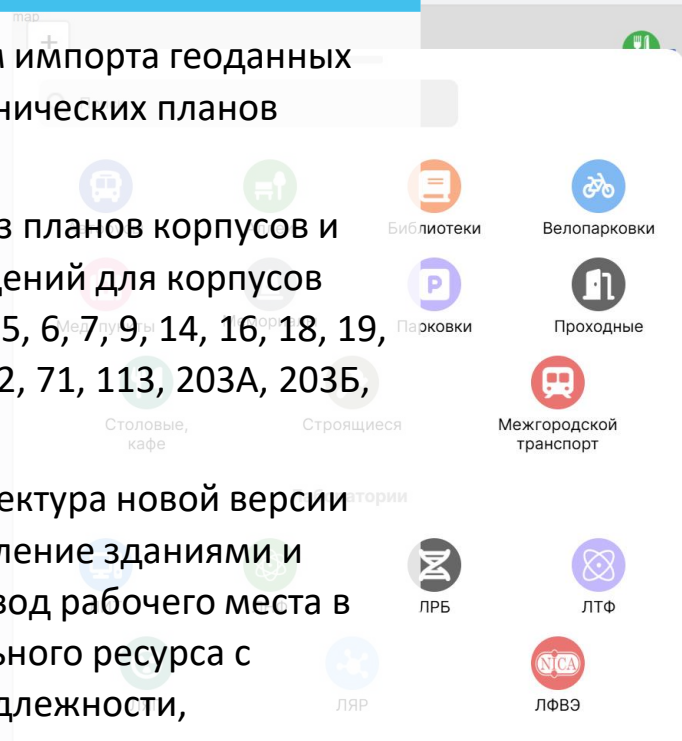 map
+
м импорта геоданных
нических планов
з планов корпусов и
дений для корпусов
5, 6, 7, 9, 14, 16, 18, 19,
2, 71, 113, 203А, 203Б,
ектура новой версии
ление зданиями и
вод рабочего места в
ьного ресурса с
длежности,
Библиотеки
Велопарковки
Парковки
Проходные
Столовые,
кафе
Строящиеся
Межгородской
транспорт
ЛРБ
ЛТФ
ЛЯР
NICA
ЛФВЭ